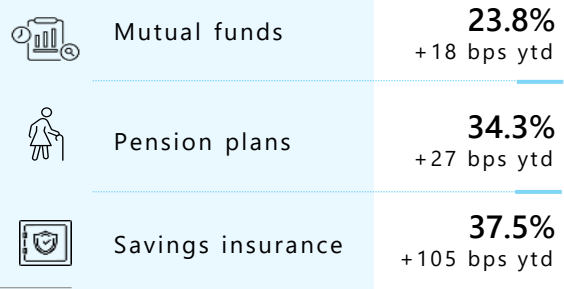 Mutual funds
23.8%
+18 bps ytd
Pension plans
34.3%
+27 bps ytd
Savings insurance
37.5%
+105 bps ytd